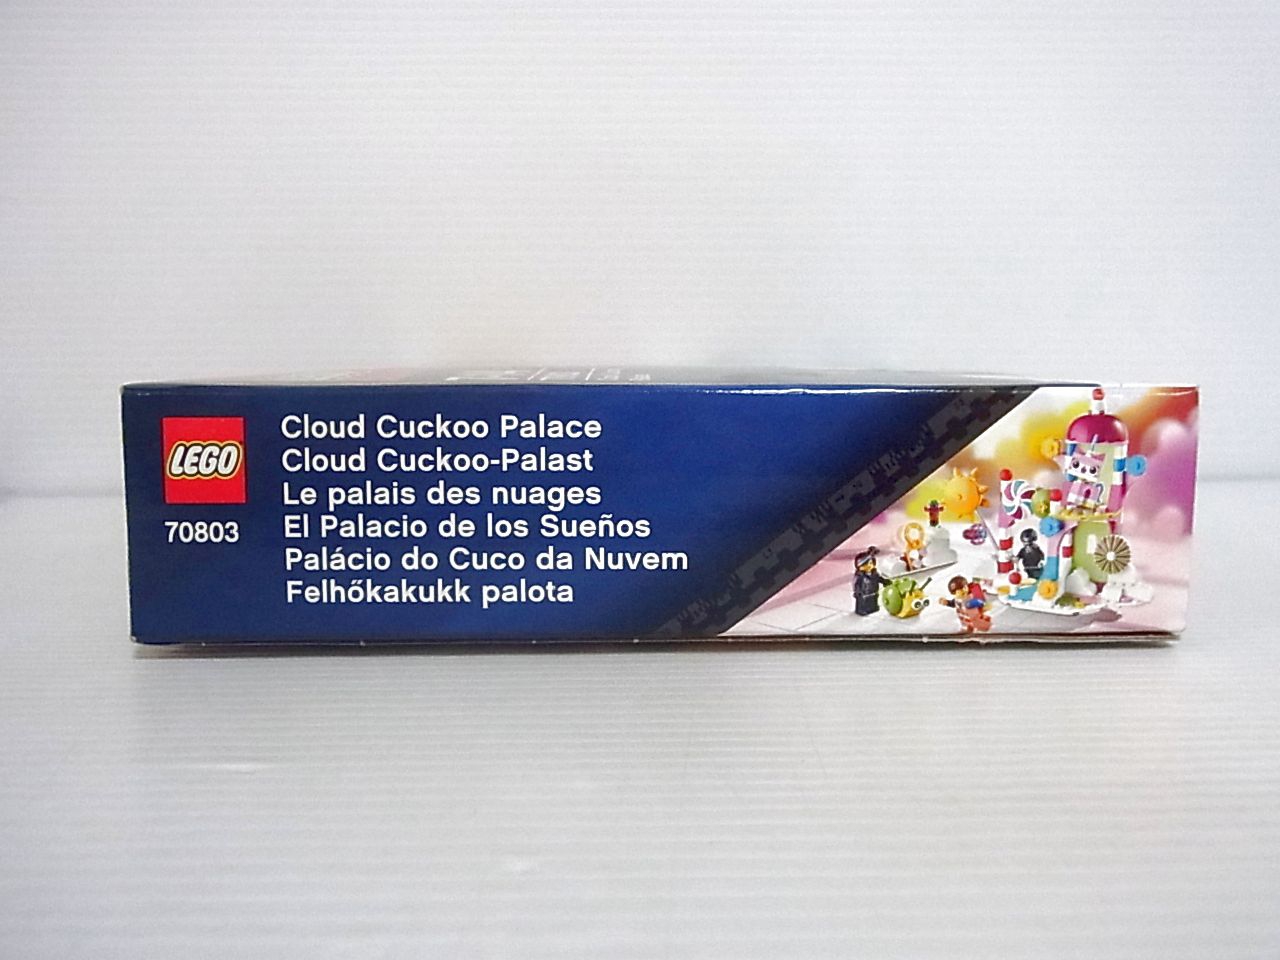 LEGO
70803
Cloud Cuckoo Palace
Cloud Cuckoo-Palast
Le palais des nuages
El Palacio de los Sueños
Palácio do Cuco da Nuvem
Felhőkakukk palota